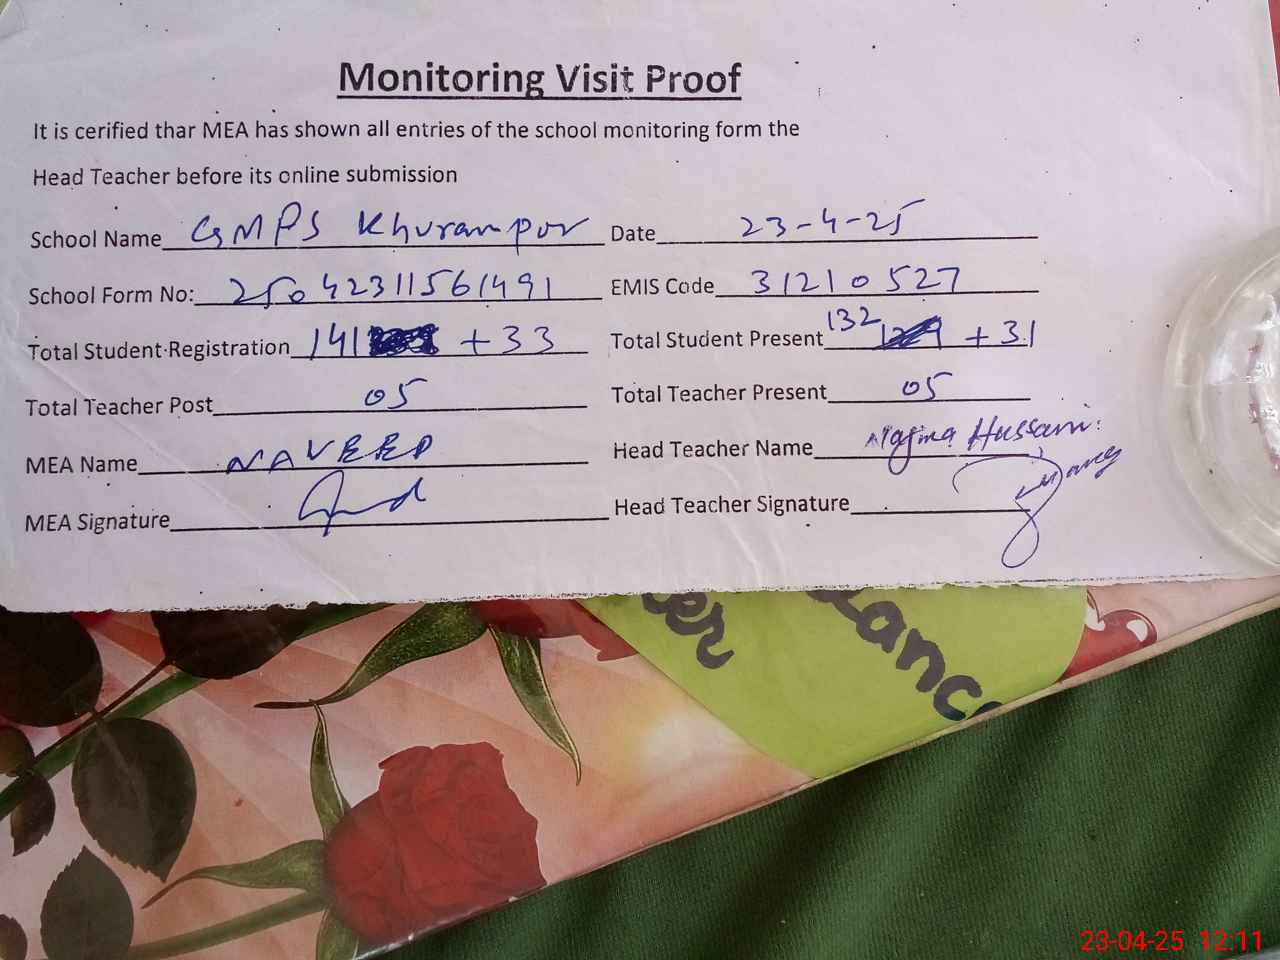 Monitoring Visit Proof
It is cerified thar MEA has shown all entries of the school monitoring form the
Head Teacher before its online submission
School Name GMPS Khurampur Date 23-4-25
School Form No: 25042311561491 EMIS Code 31210527
Total Student Registration 141 +33 Total Student Present 132 +31
Total Teacher Post 05 Total Teacher Present 05
MEA Name NAVEED Head Teacher Name Najma Hussain
MEA Signature Head Teacher Signature
23-04-25 12:11